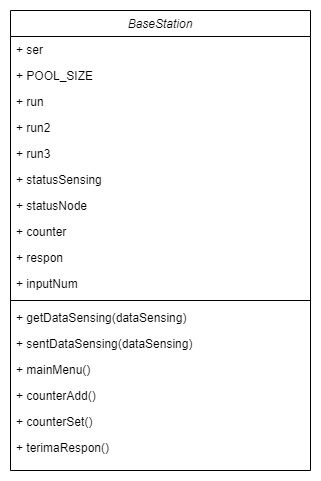 BaseStation
+ ser
+ POOL_SIZE
+ run
+ run2
+ run3
+ statusSensing
+ statusNode
+ counter
+ respon
+ inputNum
+ getDataSensing(dataSensing)
+ sentDataSensing(dataSensing)
+ mainMenu()
+ counterAdd()
+ counterSet()
+ terimaRespon()